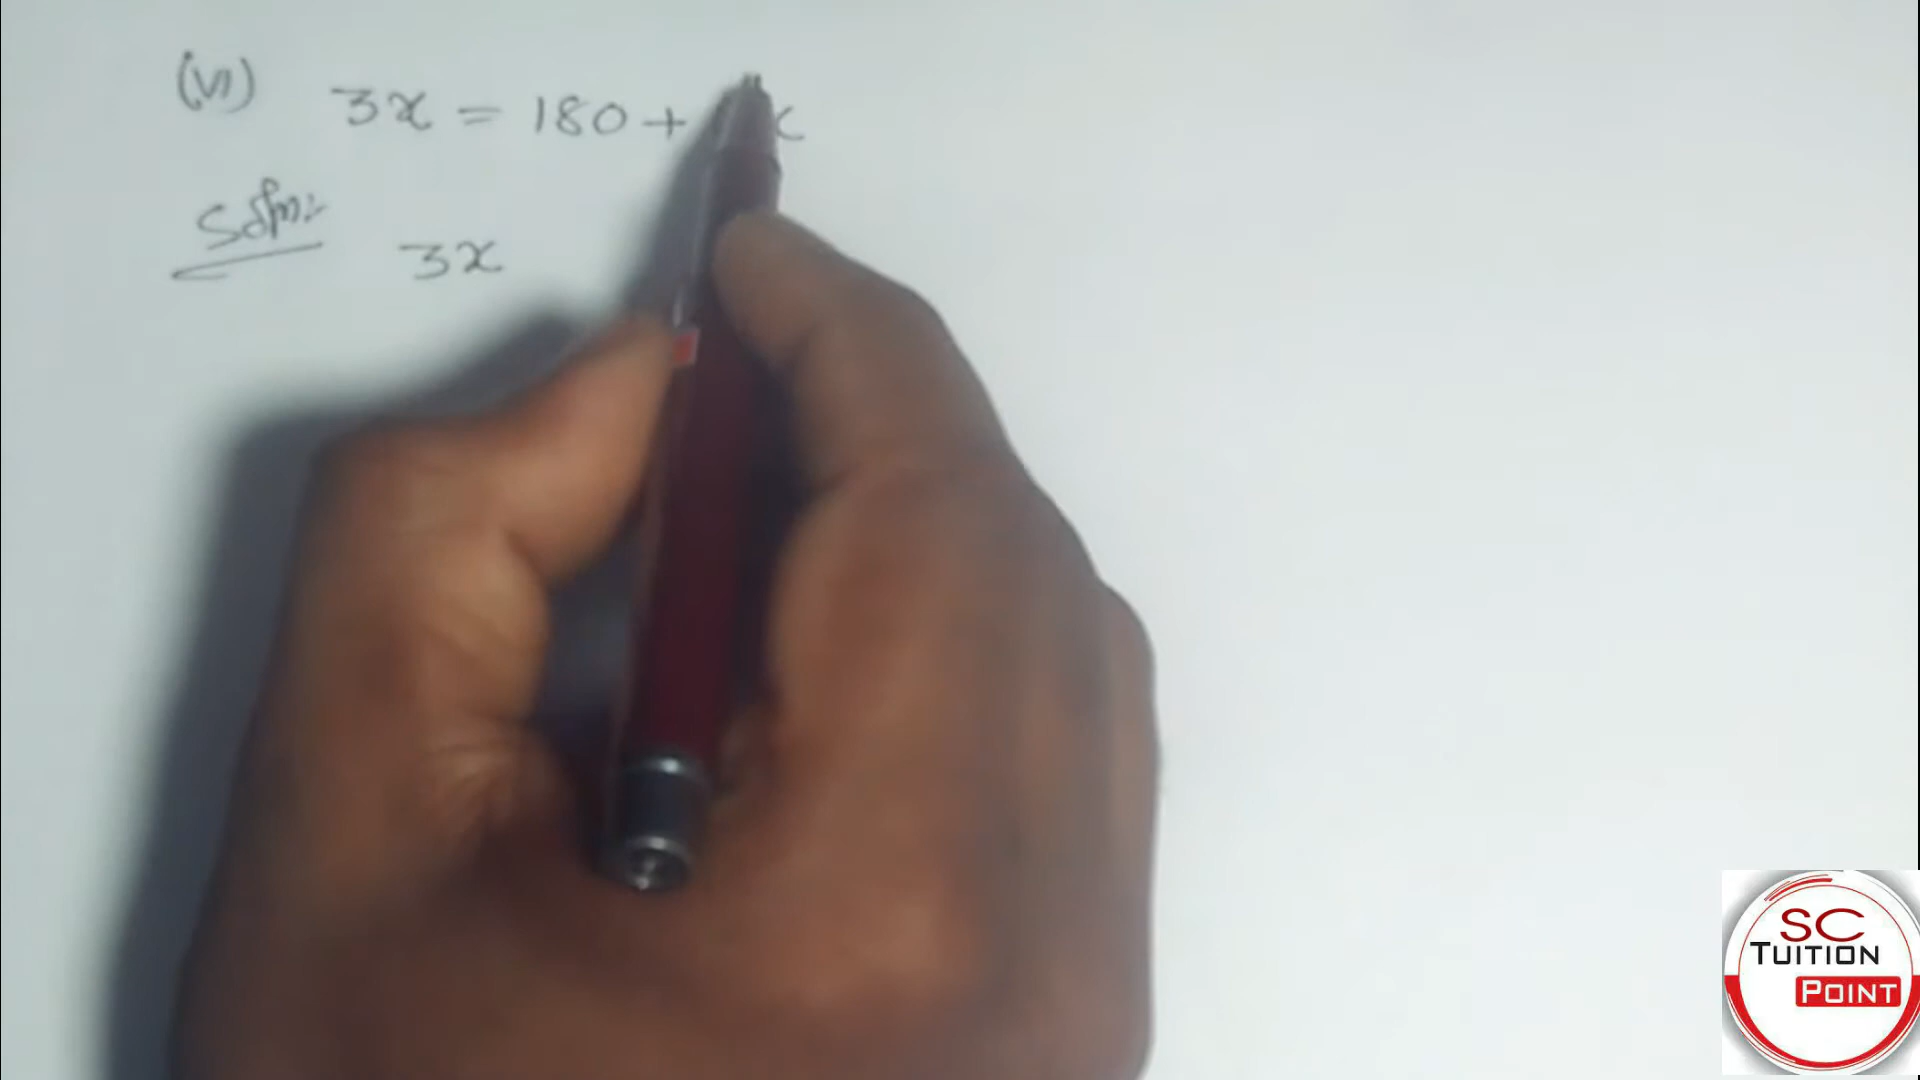 (VI) 3x = 180 + x
Soln:
3x
SC
TUITION
POINT